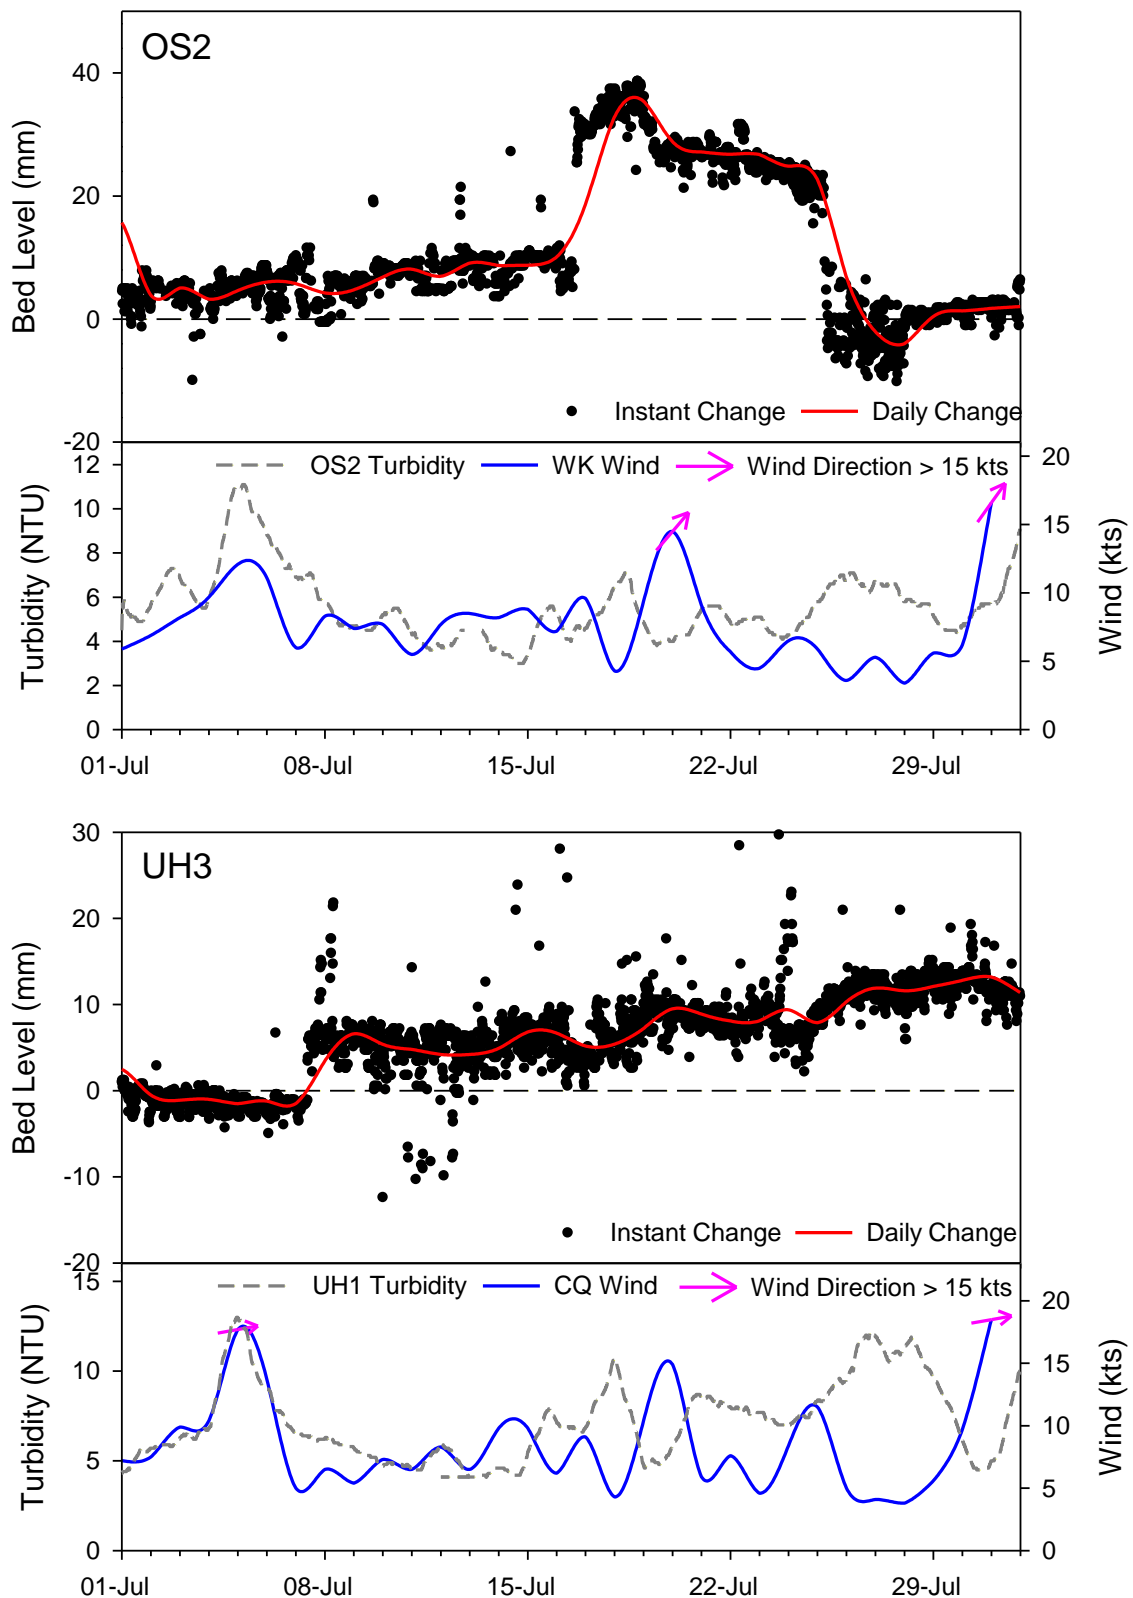 OS2
Bed Level (mm)
40
20
0
-20
Instant Change
Daily Change
OS2 Turbidity
WK Wind
Wind Direction > 15 kts
Turbidity (NTU)
12
10
8
6
4
2
0
20
15
10
5
0
Wind (kts)
01-Jul 08-Jul 15-Jul 22-Jul 29-Jul
UH3
Bed Level (mm)
30
20
10
0
-10
-20
Instant Change
Daily Change
UH1 Turbidity
CQ Wind
Wind Direction > 15 kts
Turbidity (NTU)
15
10
5
0
20
15
10
5
0
Wind (kts)
01-Jul 08-Jul 15-Jul 22-Jul 29-Jul